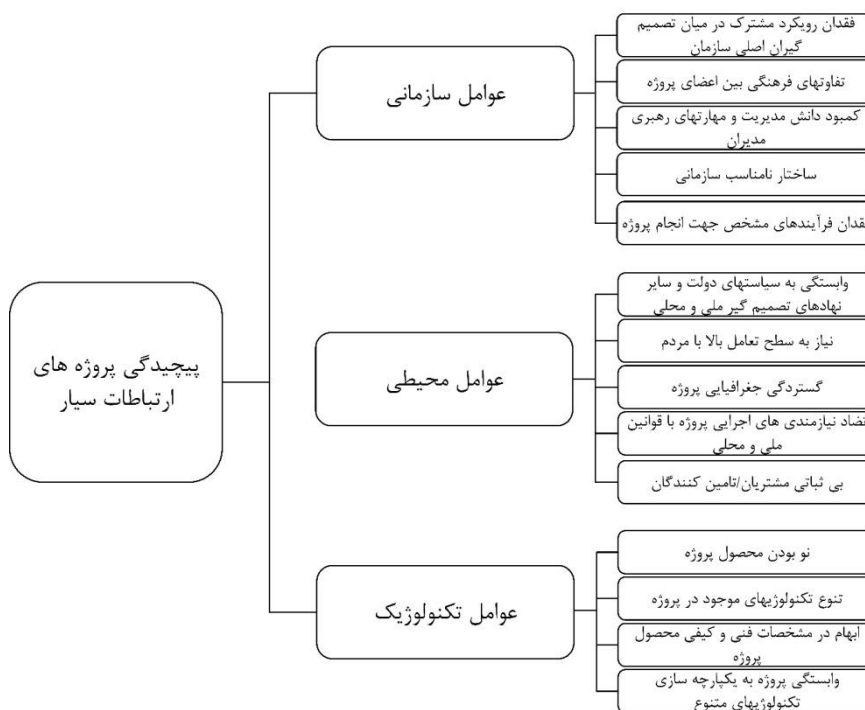 پیچیدگی پروژه های
ارتباطات سیار
عوامل سازمانی
فقدان رویکرد مشترک در میان تصمیم
گیران اصلی سازمان
تفاوتهای فرهنگی بین اعضای پروژه
کمبود دانش مدیریت و مهارتهای رهبری
مدیران
ساختار نامناسب سازمانی
قدان فرآیندهای مشخص جهت انجام پروژه
عوامل محیطی
وابستگی به سیاستهای دولت و سایر
نهادهای تصمیم گیر ملی و محلی
نیاز به سطح تعامل بالا با مردم
گستردگی جغرافیایی پروژه
ضاد نیازمندی های اجرایی پروژه با قوانین
ملی و محلی
بی ثباتی مشتریان/تامین کنندگان
عوامل تکنولوژیک
نو بودن محصول پروژه
تنوع تکنولوژیهای موجود در پروژه
ابهام در مشخصات فنی و کیفی محصول
پروژه
وابستگی پروژه به یکپارچه سازی
تکنولوژیهای متنوع